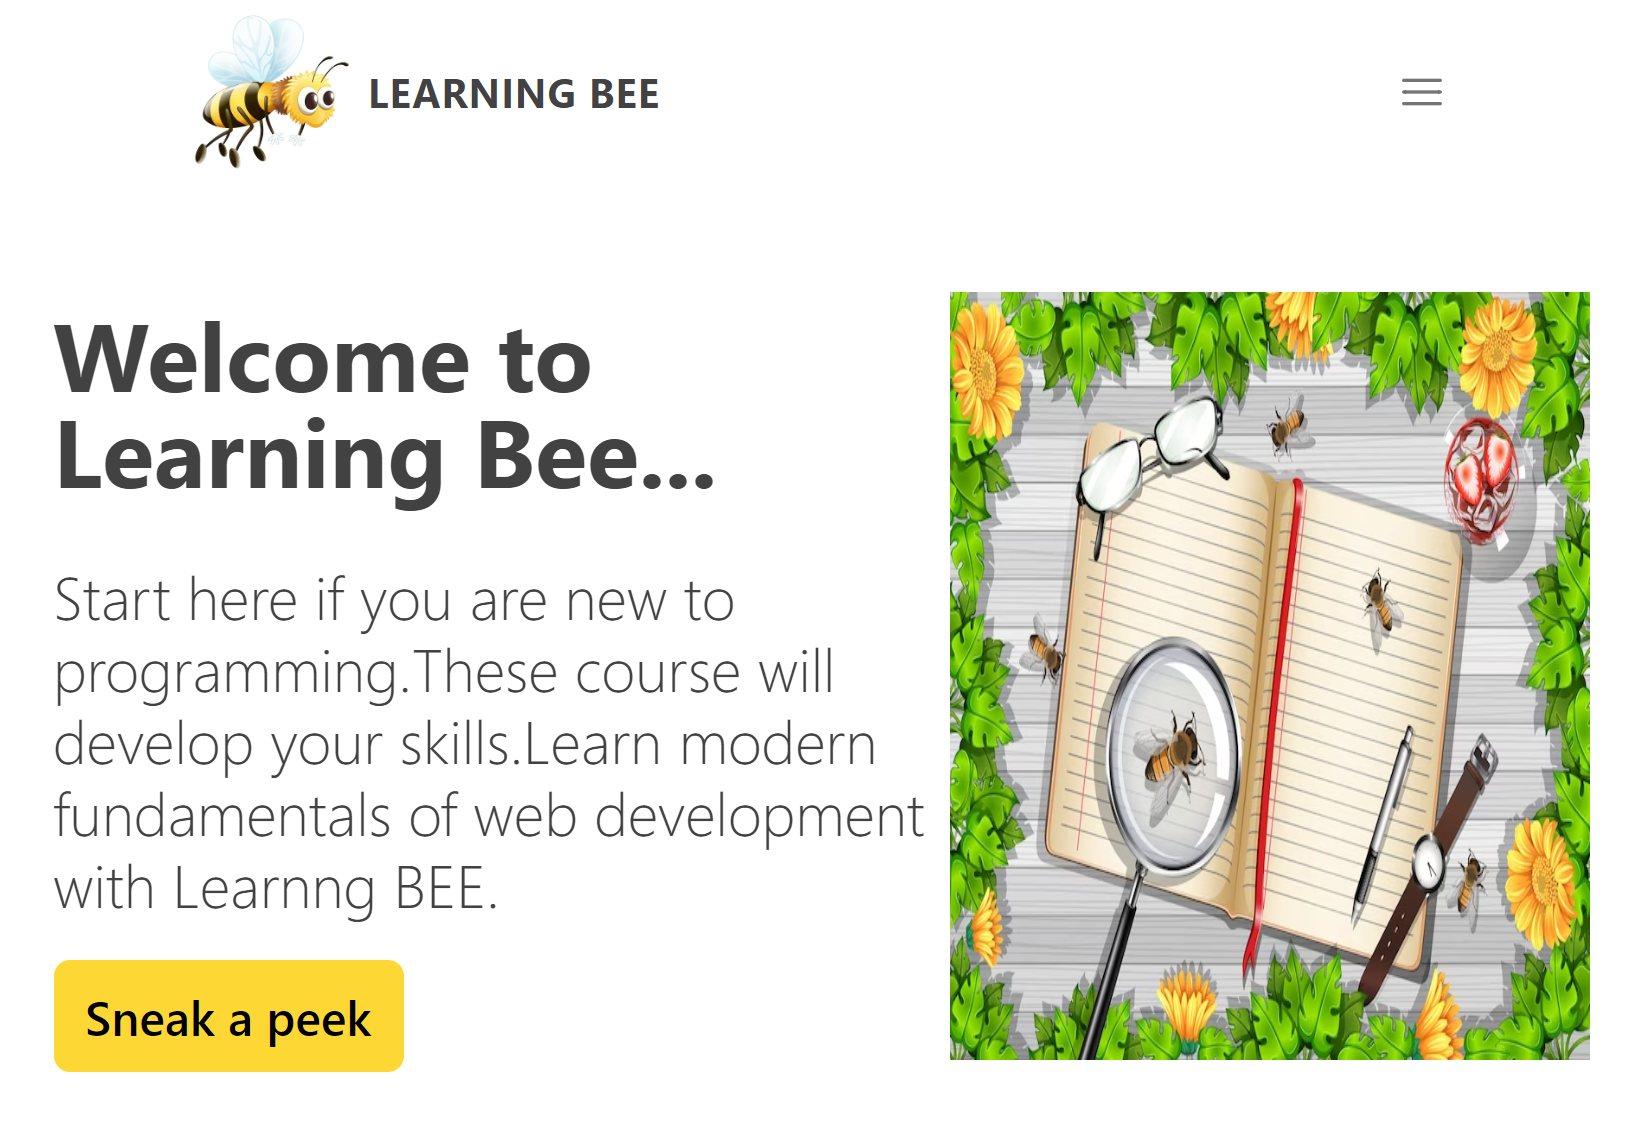 LEARNING BEE
Welcome to
Learning Bee...
Start here if you are new to
programming.These course will
develop your skills.Learn modern
fundamentals of web development
with Learnng BEE.
Sneak a peek